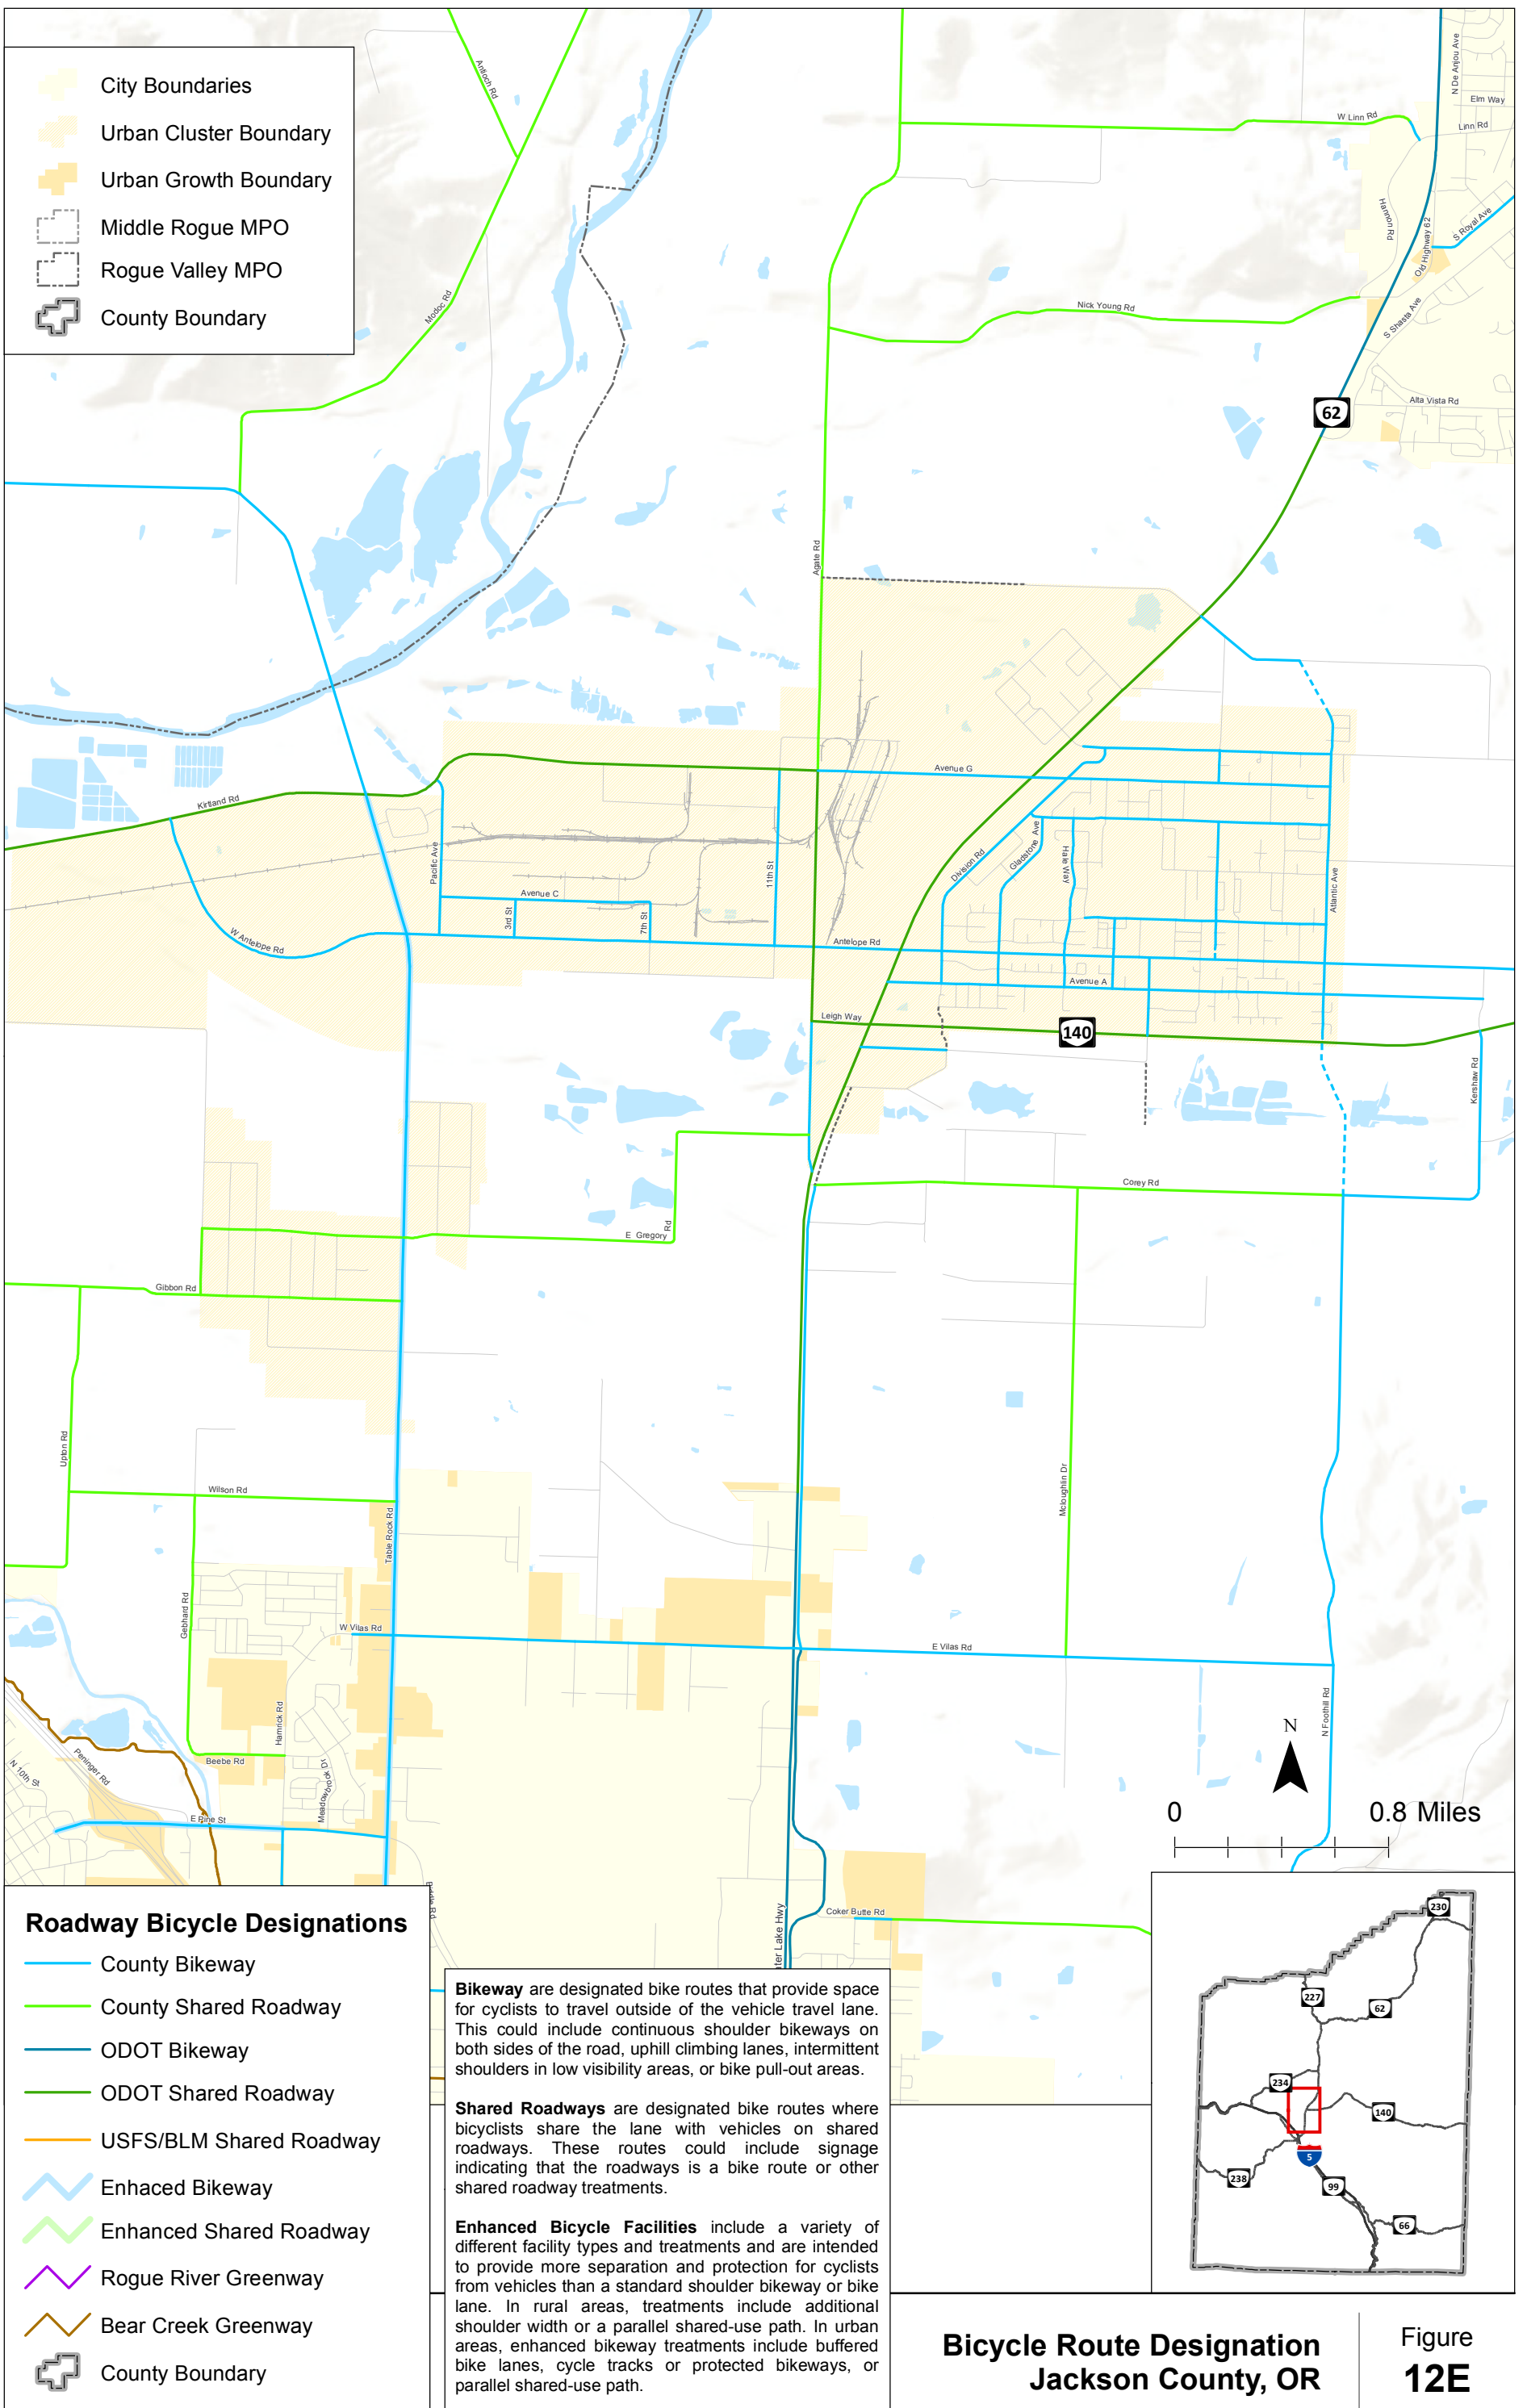 City Boundaries
Urban Cluster Boundary
Urban Growth Boundary
Middle Rogue MPO
Rogue Valley MPO
County Boundary
Antioch Rd
Modoc Rd
W Linn Rd
N De Anjou Ave
Elm Way
Linn Rd
Hannon Rd
Old Highway 62
S Royal Ave
S Shasta Ave
Nick Young Rd
Alta Vista Rd
62
Agate Rd
Avenue G
Kirtland Rd
Pacific Ave
Avenue C
3rd St
7th St
11th St
Division Rd
Gladstone Ave
Hale Way
Atlantic Ave
W Antelope Rd
Antelope Rd
Avenue A
Leigh Way
140
Kershaw Rd
Corey Rd
E Gregory Rd
Gibbon Rd
Upton Rd
Wilson Rd
Table Rock Rd
Mcloughlin Dr
Gebhard Rd
W Vilas Rd
E Vilas Rd
Hamrick Rd
N Foothill Rd
Beebe Rd
Meadowbrook Dr
Peninger Rd
N 10th St
E Pine St
Coker Butte Rd
ater Lake Hwy
N
0 0.8 Miles
Roadway Bicycle Designations
County Bikeway
County Shared Roadway
ODOT Bikeway
ODOT Shared Roadway
USFS/BLM Shared Roadway
Enhaced Bikeway
Enhanced Shared Roadway
Rogue River Greenway
Bear Creek Greenway
County Boundary
Bikeway are designated bike routes that provide space
for cyclists to travel outside of the vehicle travel lane.
This could include continuous shoulder bikeways on
both sides of the road, uphill climbing lanes, intermittent
shoulders in low visibility areas, or bike pull-out areas.
Shared Roadways are designated bike routes where
bicyclists share the lane with vehicles on shared
roadways. These routes could include signage
indicating that the roadways is a bike route or other
shared roadway treatments.
Enhanced Bicycle Facilities include a variety of
different facility types and treatments and are intended
to provide more separation and protection for cyclists
from vehicles than a standard shoulder bikeway or bike
lane. In rural areas, treatments include additional
shoulder width or a parallel shared-use path. In urban
areas, enhanced bikeway treatments include buffered
bike lanes, cycle tracks or protected bikeways, or
parallel shared-use path.
230
227
62
234
140
5
238
99
66
Bicycle Route Designation
Jackson County, OR
Figure
12E